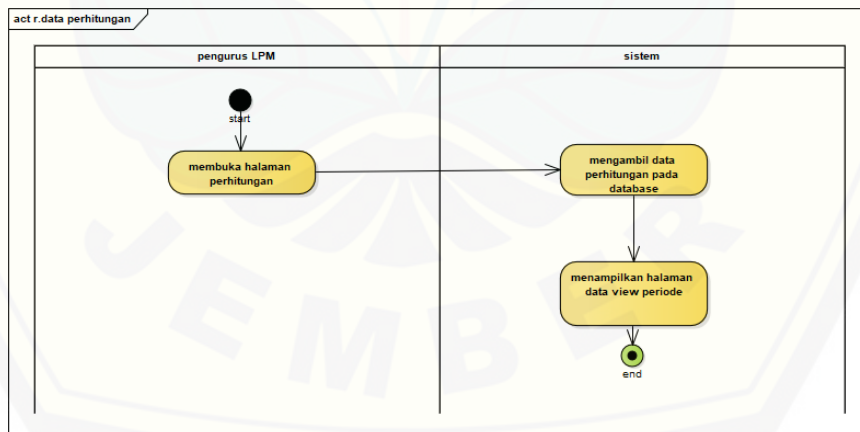 act r.data perhitungan
pengurus LPM
sistem
start
membuka halaman
perhitungan
mengambil data
perhitungan pada
database
menampilkan halaman
data view periode
end
JEMBER